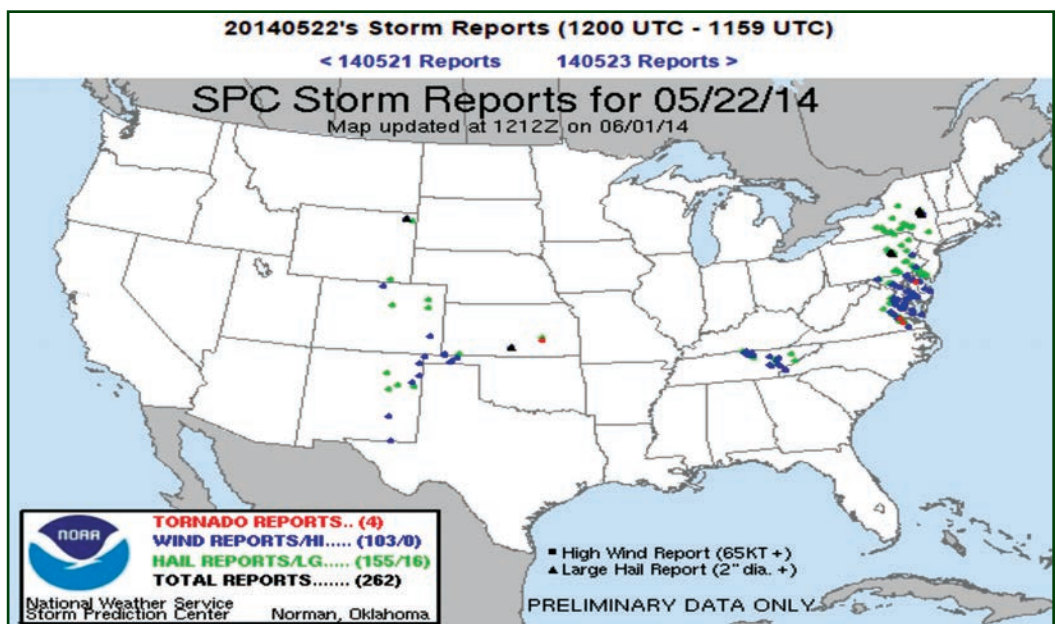 20140522's Storm Reports (1200 UTC - 1159 UTC)
< 140521 Reports 140523 Reports >
SPC Storm Reports for 05/22/14
Map updated at 1212Z on 06/01/14
NOAA
TORNADO REPORTS.. (4)
WIND REPORTS/HI..... (103/0)
HAIL REPORTS/LG..... (155/16)
TOTAL REPORTS....... (262)
National Weather Service
Storm Prediction Center Norman, Oklahoma
High Wind Report (65KT +)
Large Hail Report (2" dia. +)
PRELIMINARY DATA ONLY